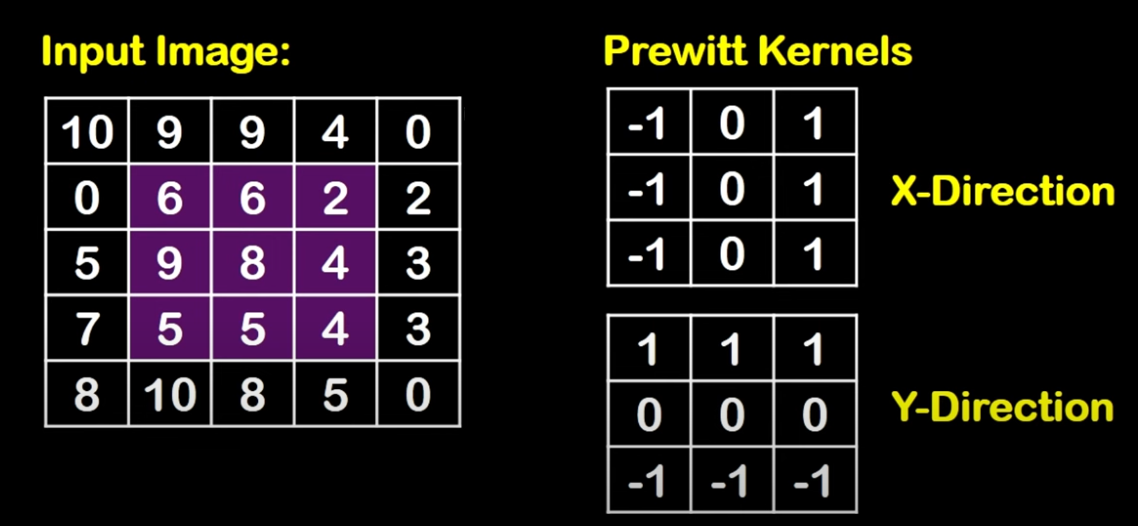 Input Image:
10 9 9 4 0
0 6 6 2 2
5 9 8 4 3
7 5 5 4 3
8 10 8 5 0
Prewitt Kernels
-1 0 1
-1 0 1
-1 0 1
X-Direction
1 1 1
0 0 0
-1 -1 -1
Y-Direction